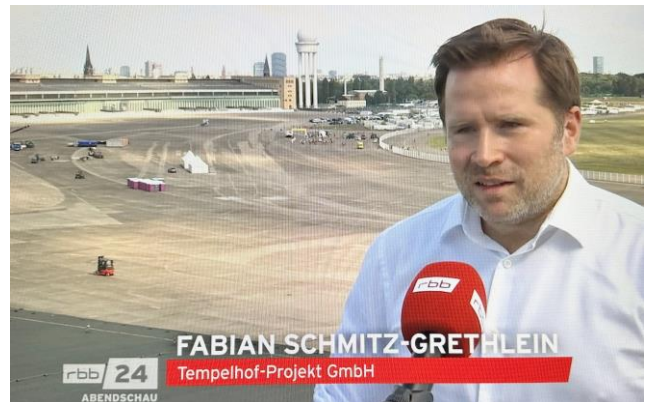 rbb
FABIAN SCHMITZ-GRETHLEIN
Tempelhof-Projekt GmbH
rbb 24
ABENDSCHAU